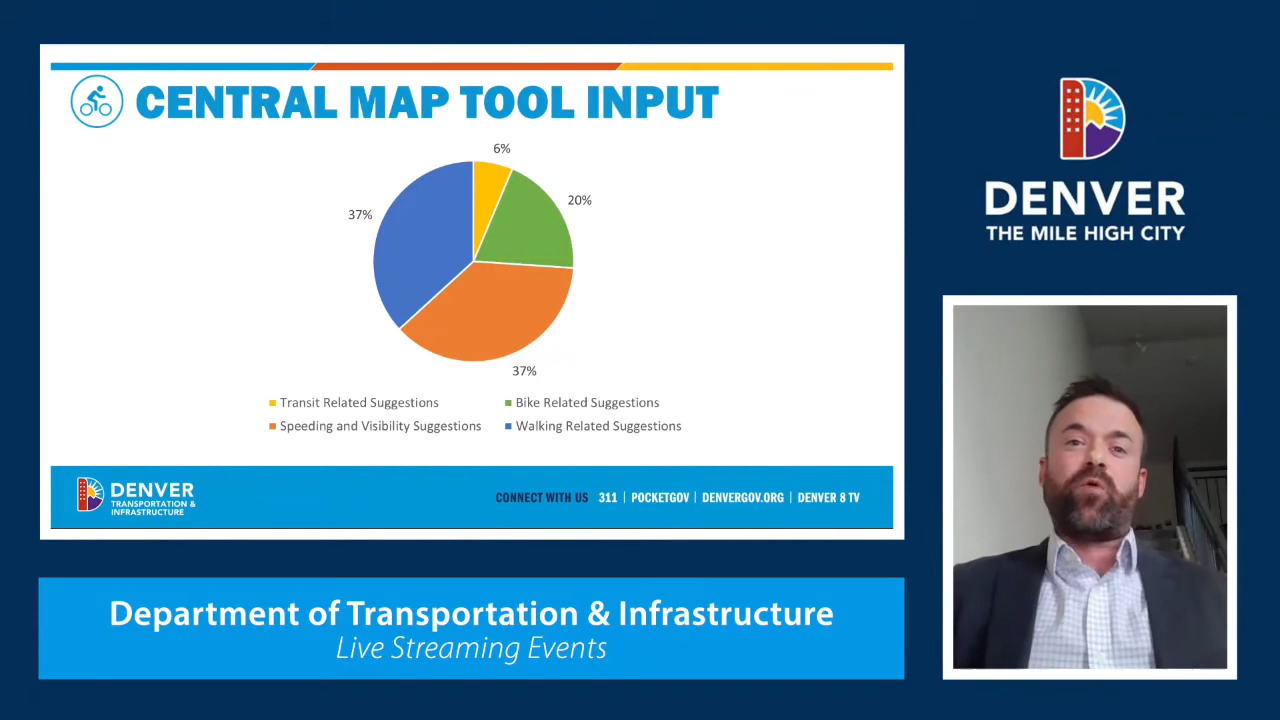 CENTRAL MAP TOOL INPUT
6%
20%
37%
37%
Transit Related Suggestions
Bike Related Suggestions
Speeding and Visibility Suggestions
Walking Related Suggestions
DENVER
TRANSPORTATION &
INFRASTRUCTURE
CONNECT WITH US 311 | POCKETGOV | DENVERGOV.ORG | DENVER 8 TV
Department of Transportation & Infrastructure
Live Streaming Events
DENVER
THE MILE HIGH CITY